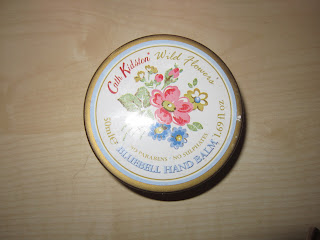 Cath Kidston® Wild Flowers
NO PARABENS · NO SULPHATES
50ml ℮ BLUEBELL HAND BALM 1.69 fl oz